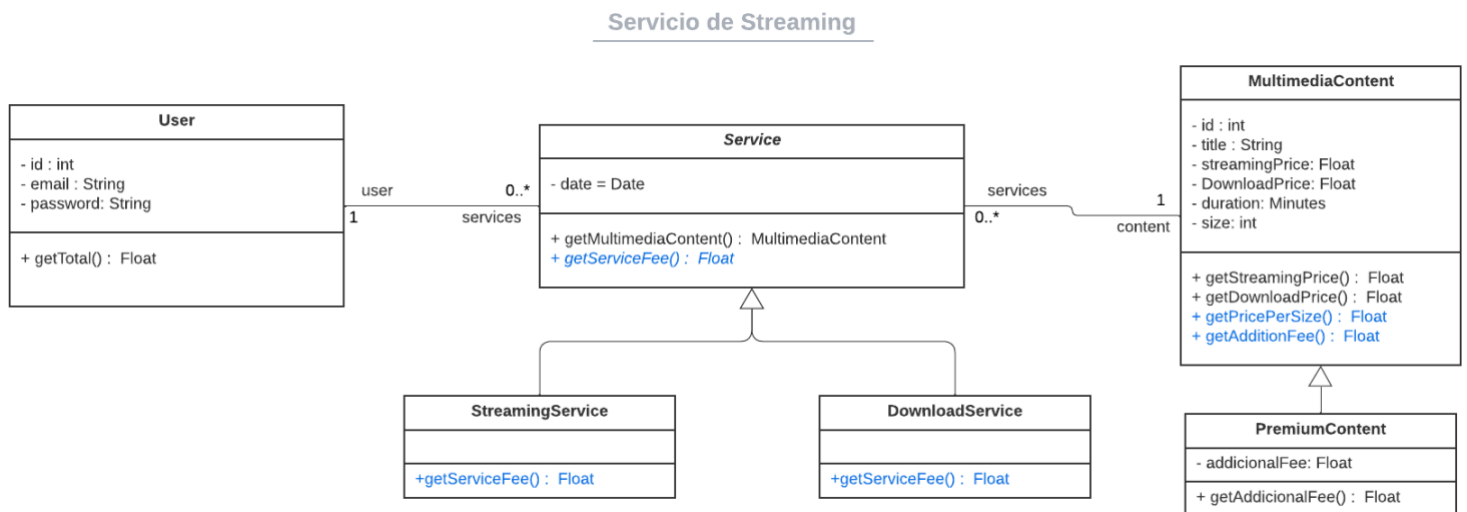 Servicio de Streaming
User
- id : int
- email : String
- password: String
+ getTotal() :  Float
user
1
0..*
services
Service
- date = Date
+ getMultimediaContent() :  MultimediaContent
+ getServiceFee() :  Float
services
0..*
1
content
MultimediaContent
- id : int
- title : String
- streamingPrice: Float
- DownloadPrice: Float
- duration: Minutes
- size: int
+ getStreamingPrice() :  Float
+ getDownloadPrice() :  Float
+ getPricePerSize() :  Float
+ getAdditionFee() :  Float
StreamingService
+getServiceFee() :  Float
DownloadService
+getServiceFee() :  Float
PremiumContent
- addicionalFee: Float
+ getAddicionalFee() :  Float